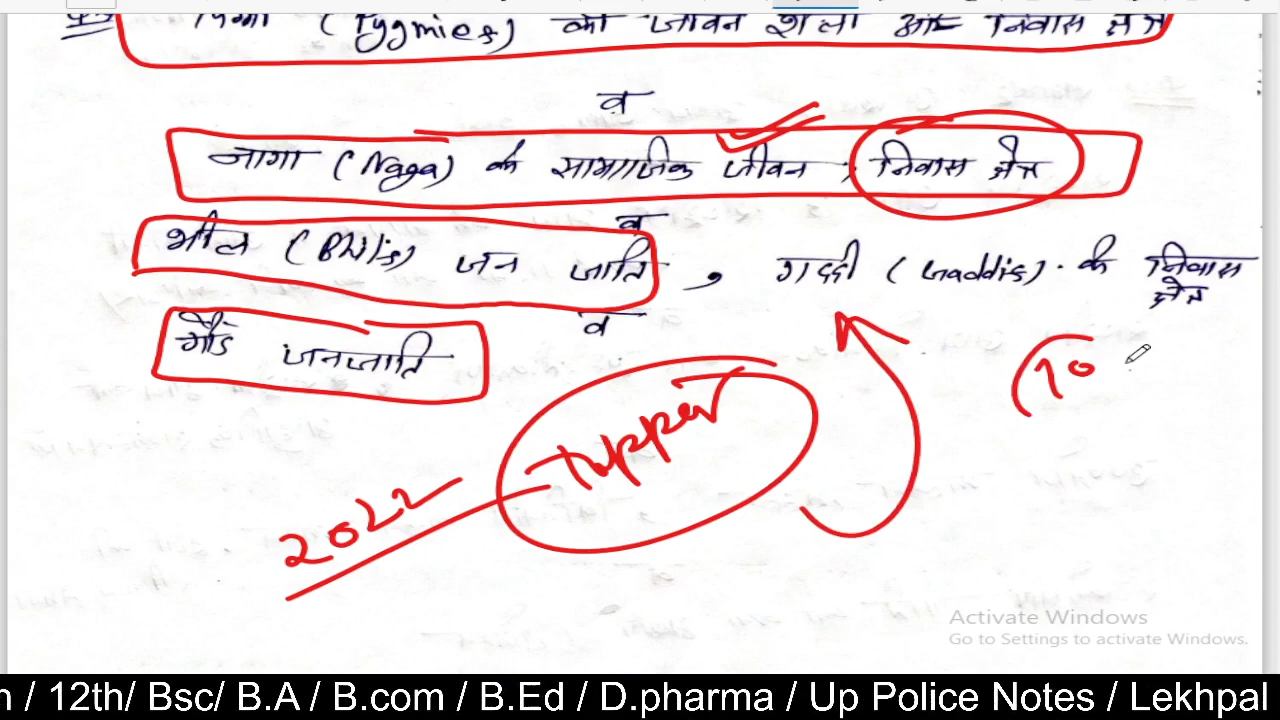 (Pygmies) की जीवन शैली और निवास क्षेत्र
व
नागा (Naga) के सामाजिक जीवन, निवास क्षेत्र
व
भील (Bhils) जन जाति , गद्दी (Gaddis). के निवास क्षेत्र
व
गौंड जनजाति
(10
Topper
2022
Activate Windows
Go to Settings to activate Windows.
/ 12th/ Bsc/ B.A / B.com / B.Ed / D.pharma / Up Police Notes / Lekhpal